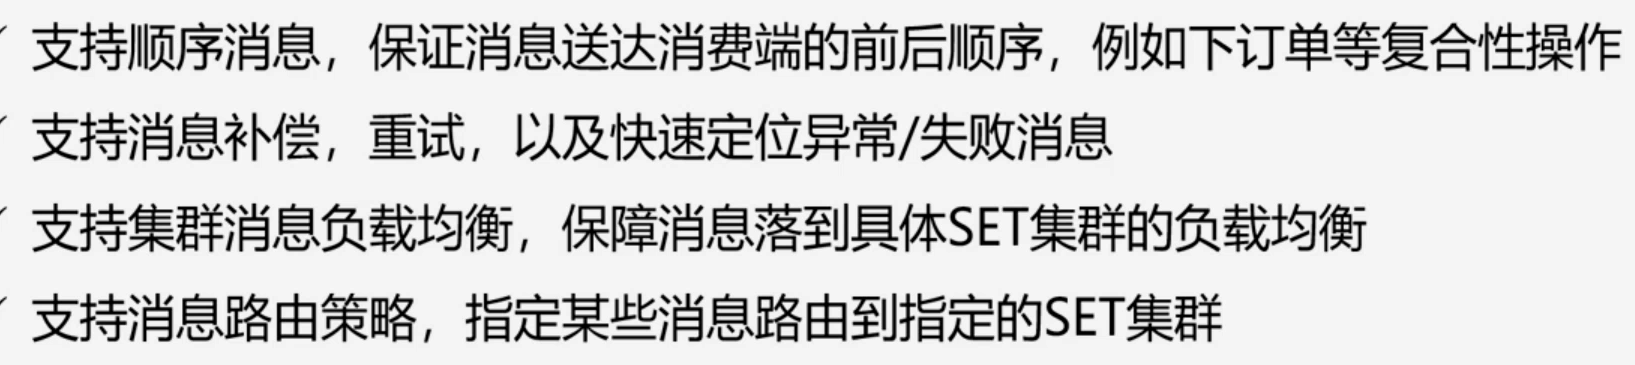 支持顺序消息，保证消息送达消费端的前后顺序，例如下订单等复合性操作
支持消息补偿，重试，以及快速定位异常/失败消息
支持集群消息负载均衡，保障消息落到具体SET集群的负载均衡
支持消息路由策略，指定某些消息路由到指定的SET集群